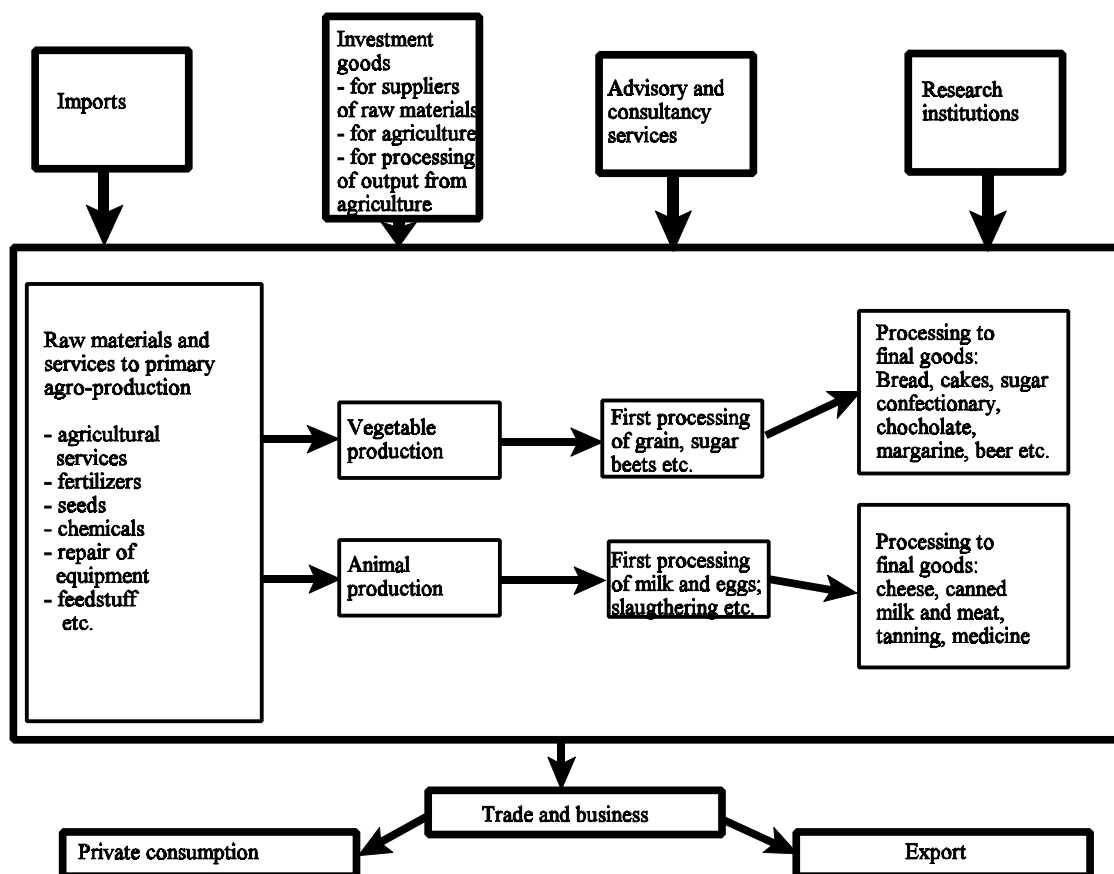 Imports
Investment
goods
- for suppliers
of raw materials
- for agriculture
- for processing
of output from
agriculture
Advisory and
consultancy
services
Research
institutions
Raw materials and
services to primary
agro-production
- agricultural
services
- fertilizers
- seeds
- chemicals
- repair of
equipment
- feedstuff
etc.
Vegetable
production
First processing
of grain, sugar
beets etc.
Processing to
final goods:
Bread, cakes, sugar
confectionary,
chocholate,
margarine, beer etc.
Animal
production
First processing
of milk and eggs;
slaugthering etc.
Processing to
final goods:
cheese, canned
milk and meat,
tanning, medicine
Trade and business
Private consumption
Export